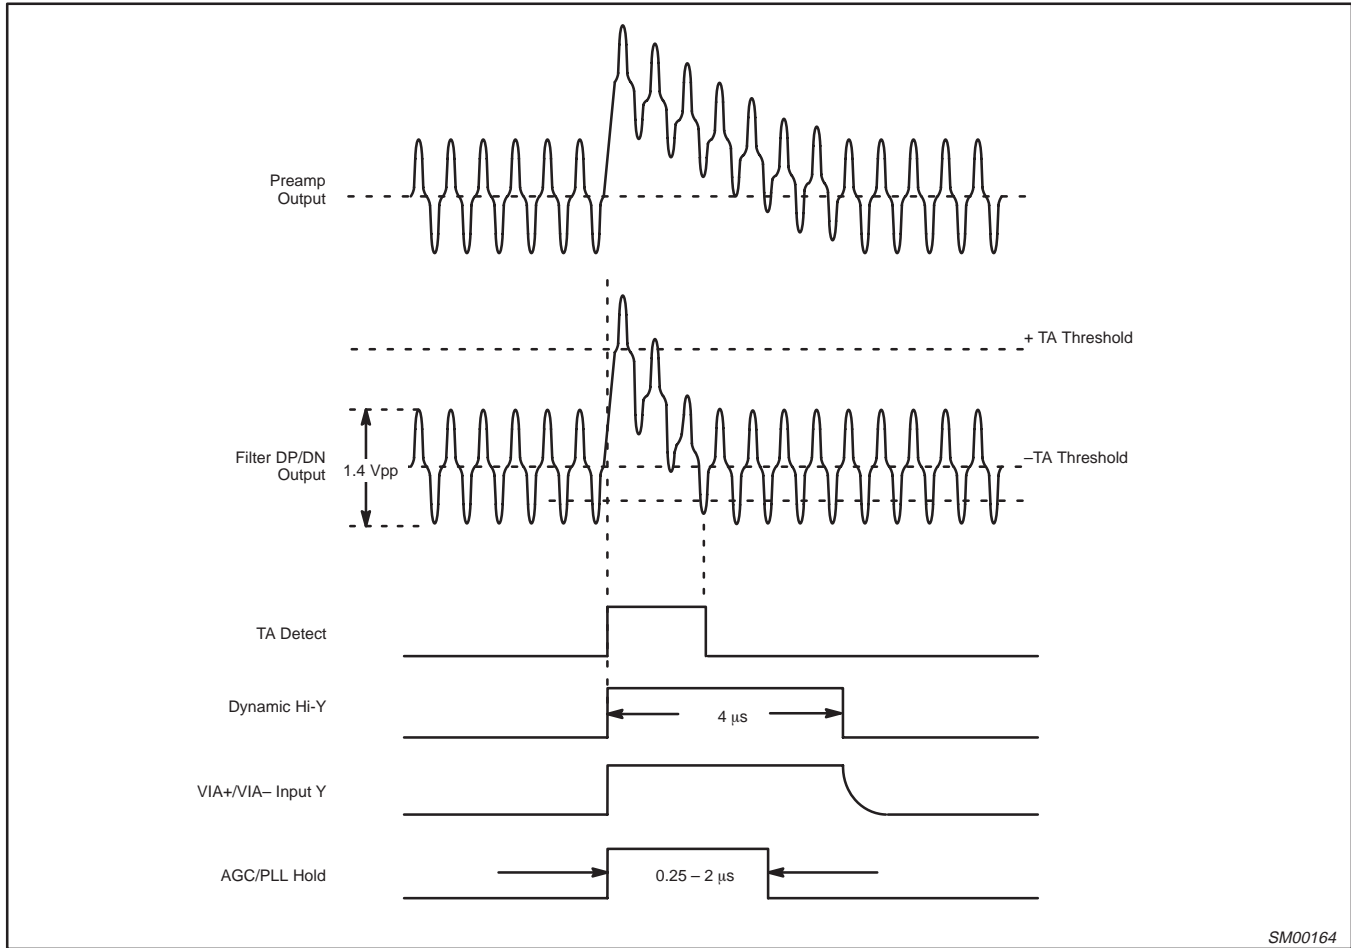 Preamp
Output
+ TA Threshold
Filter DP/DN
Output
1.4 Vpp
–TA Threshold
TA Detect
Dynamic Hi-Y
4 μs
VIA+/VIA– Input Y
AGC/PLL Hold
0.25 – 2 μs
SM00164